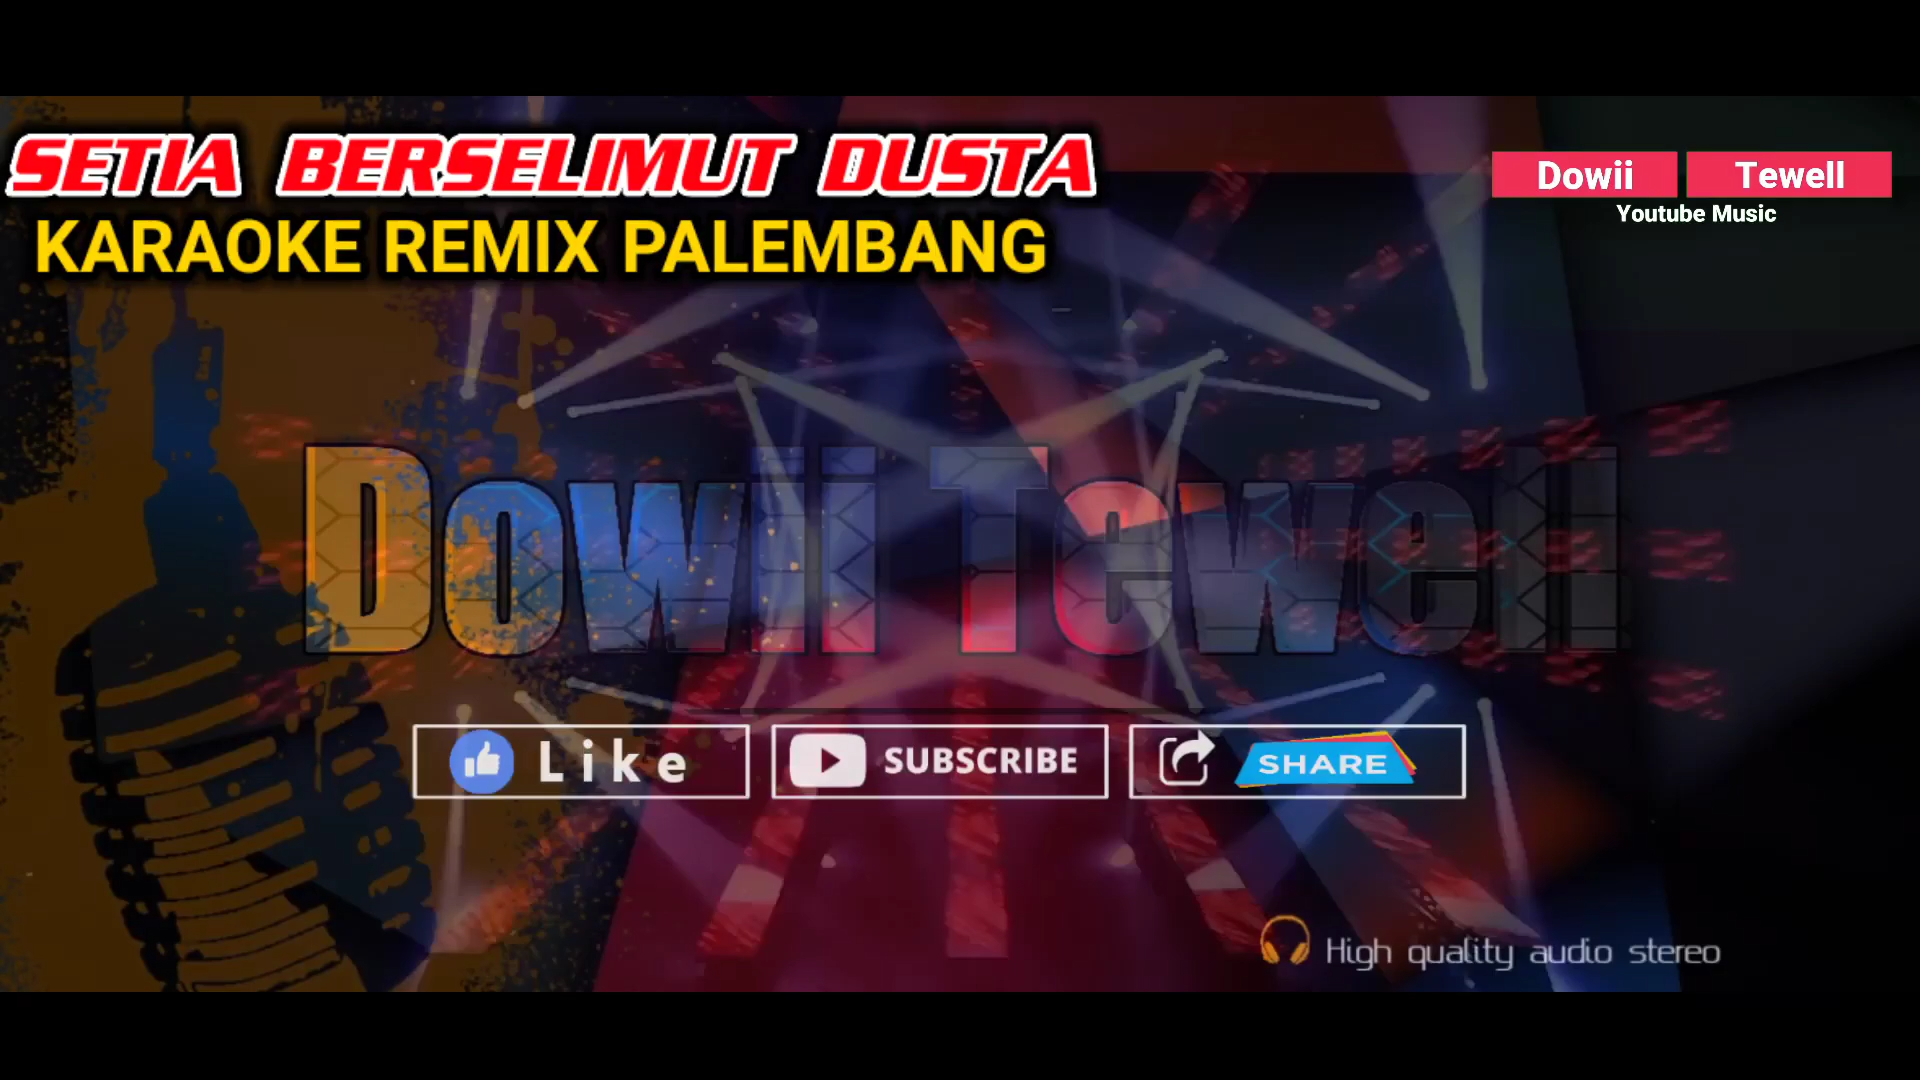 SETIA BERSELIMUT DUSTA
KARAOKE REMIX PALEMBANG
Dowii Tewell
Youtube Music
Dowii Tewell
Like
SUBSCRIBE
SHARE
High quality audio stereo